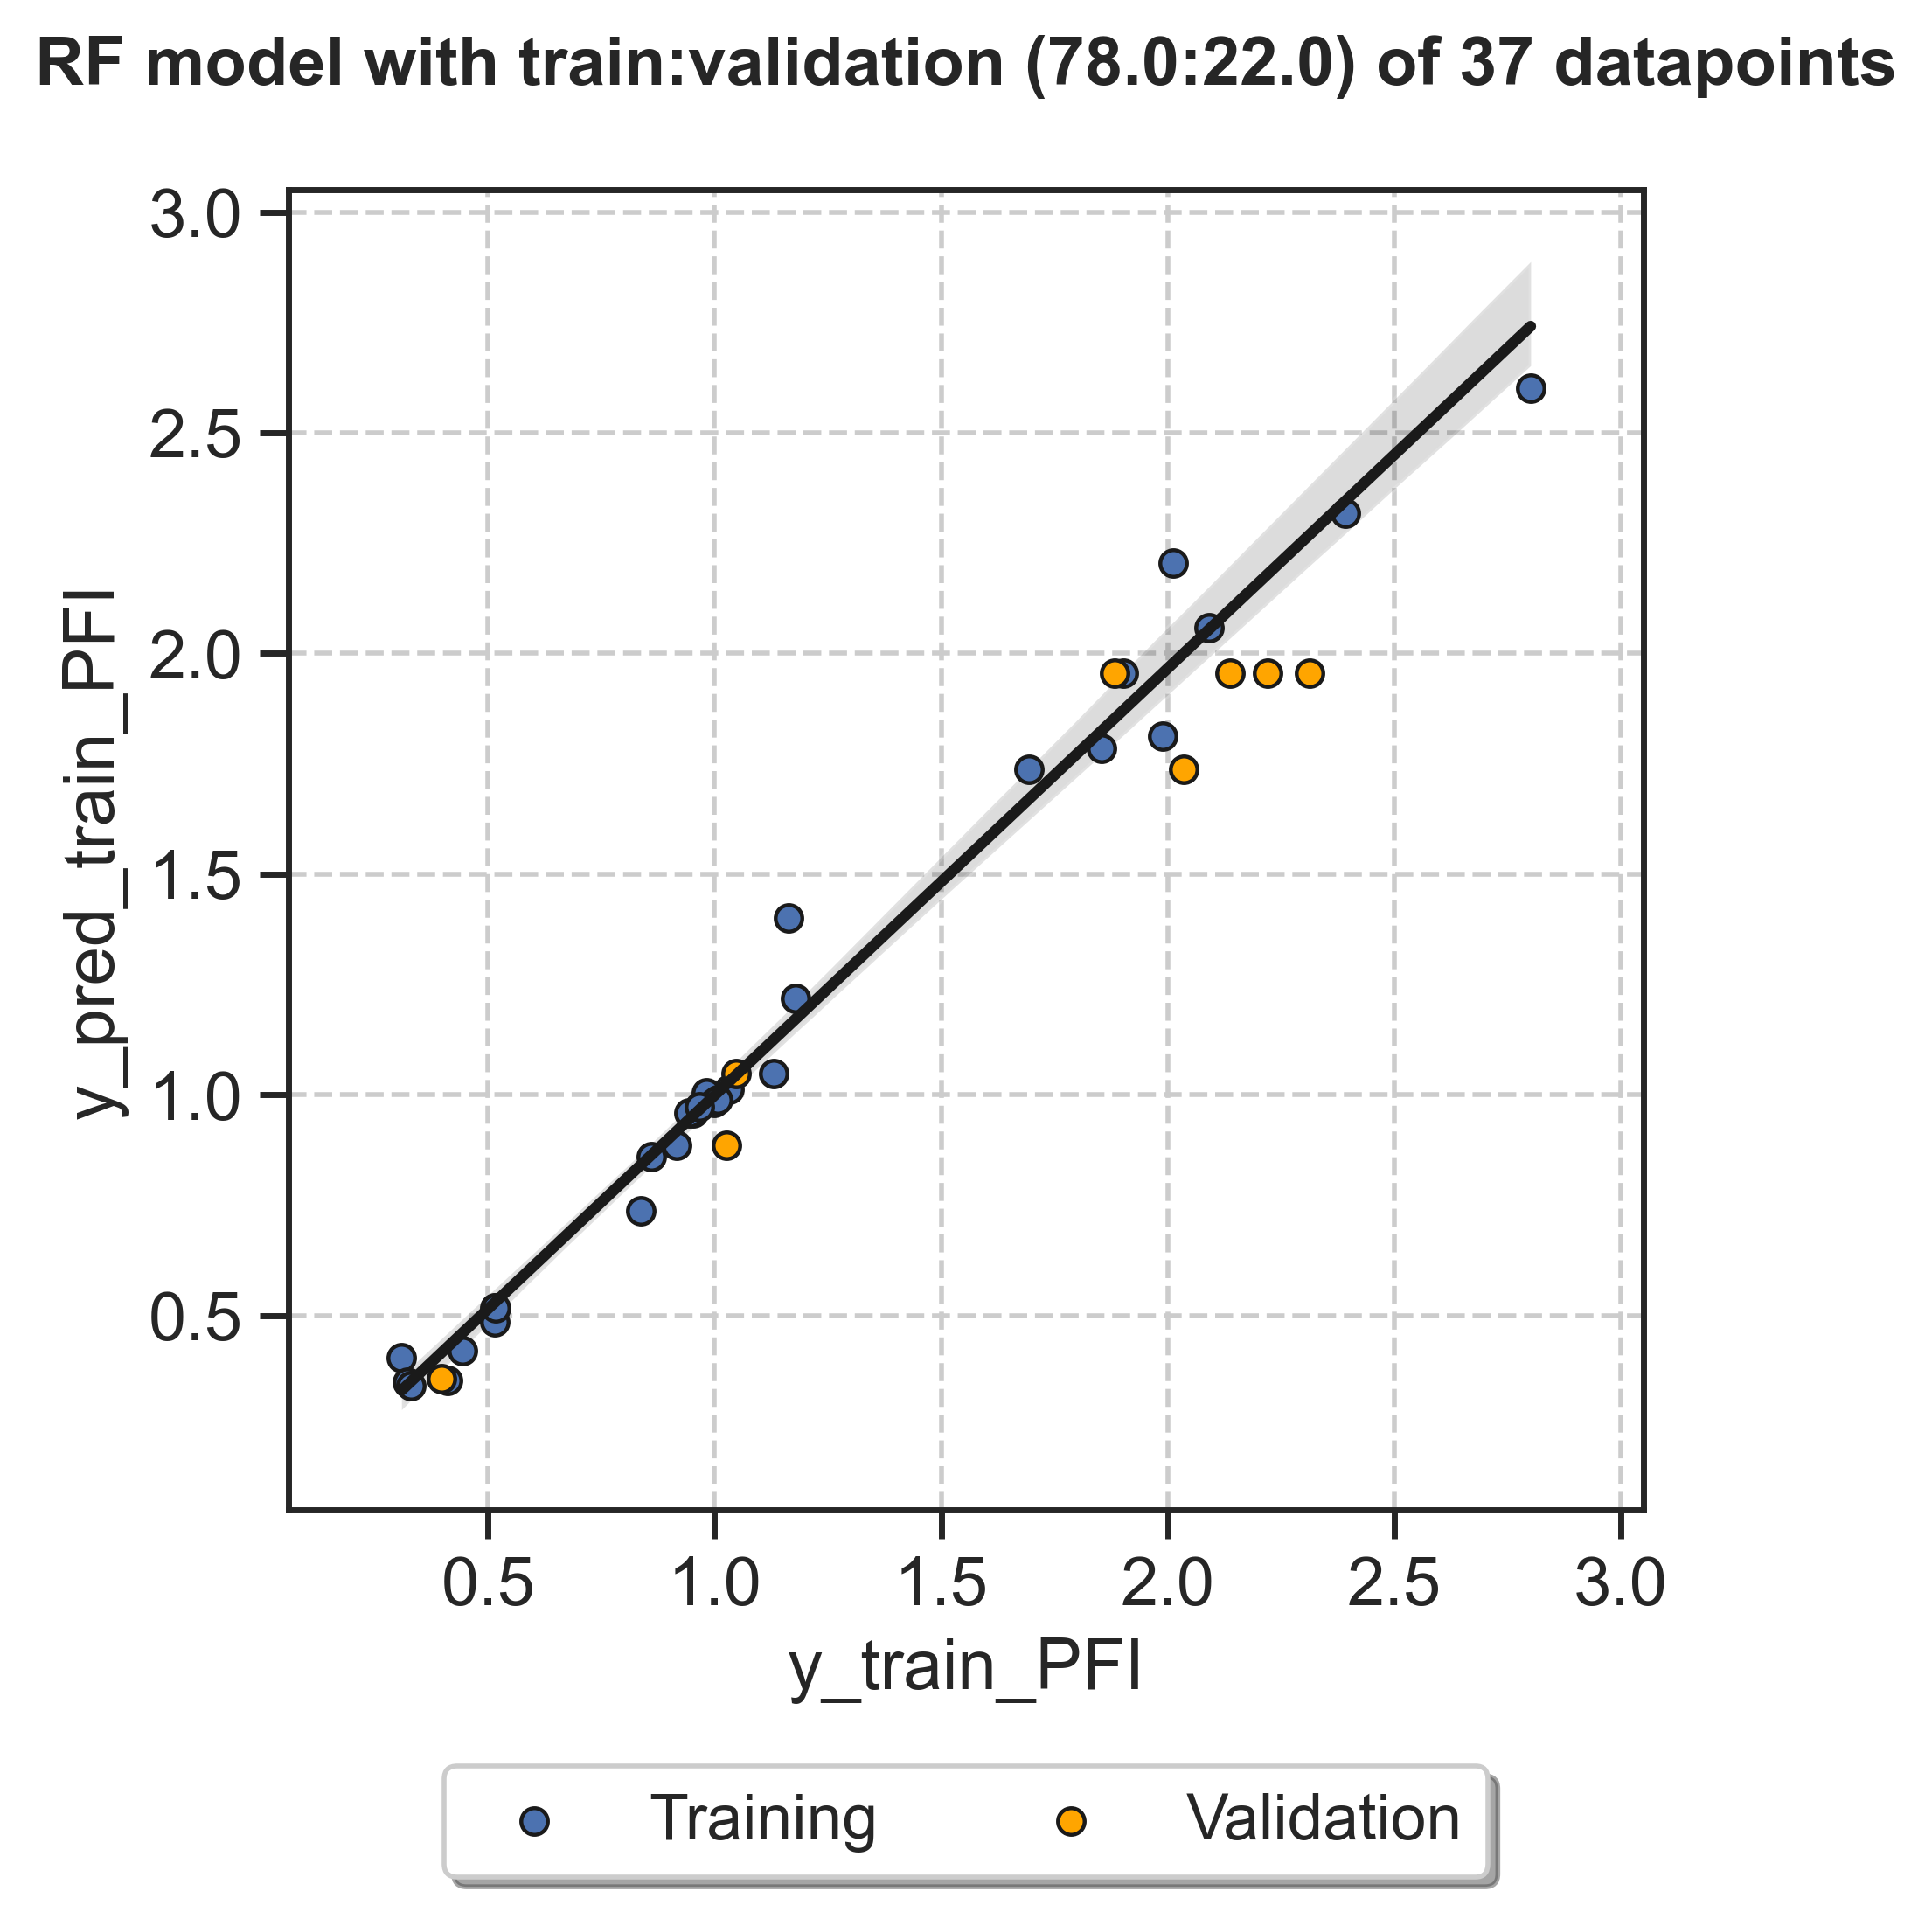 RF model with train:validation (78.0:22.0) of 37 datapoints
3.0
2.5
2.0
1.5
1.0
0.5
y_pred_train_PFI
0.5 1.0 1.5 2.0 2.5 3.0
y_train_PFI
Training Validation